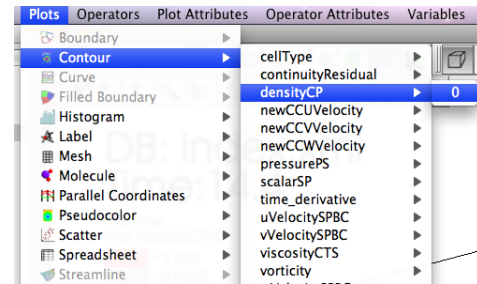 Plots Operators Plot Attributes Operator Attributes Variables
Boundary
Contour
Curve
Filled Boundary
Histogram
Label
Mesh
Molecule
Parallel Coordinates
Pseudocolor
Scatter
Spreadsheet
Streamline
cellType
continuityResidual
densityCP
newCCUVelocity
newCCVVelocity
newCCWVelocity
pressurePS
scalarSP
time_derivative
uVelocitySPBC
vVelocitySPBC
viscosityCTS
vorticity
0